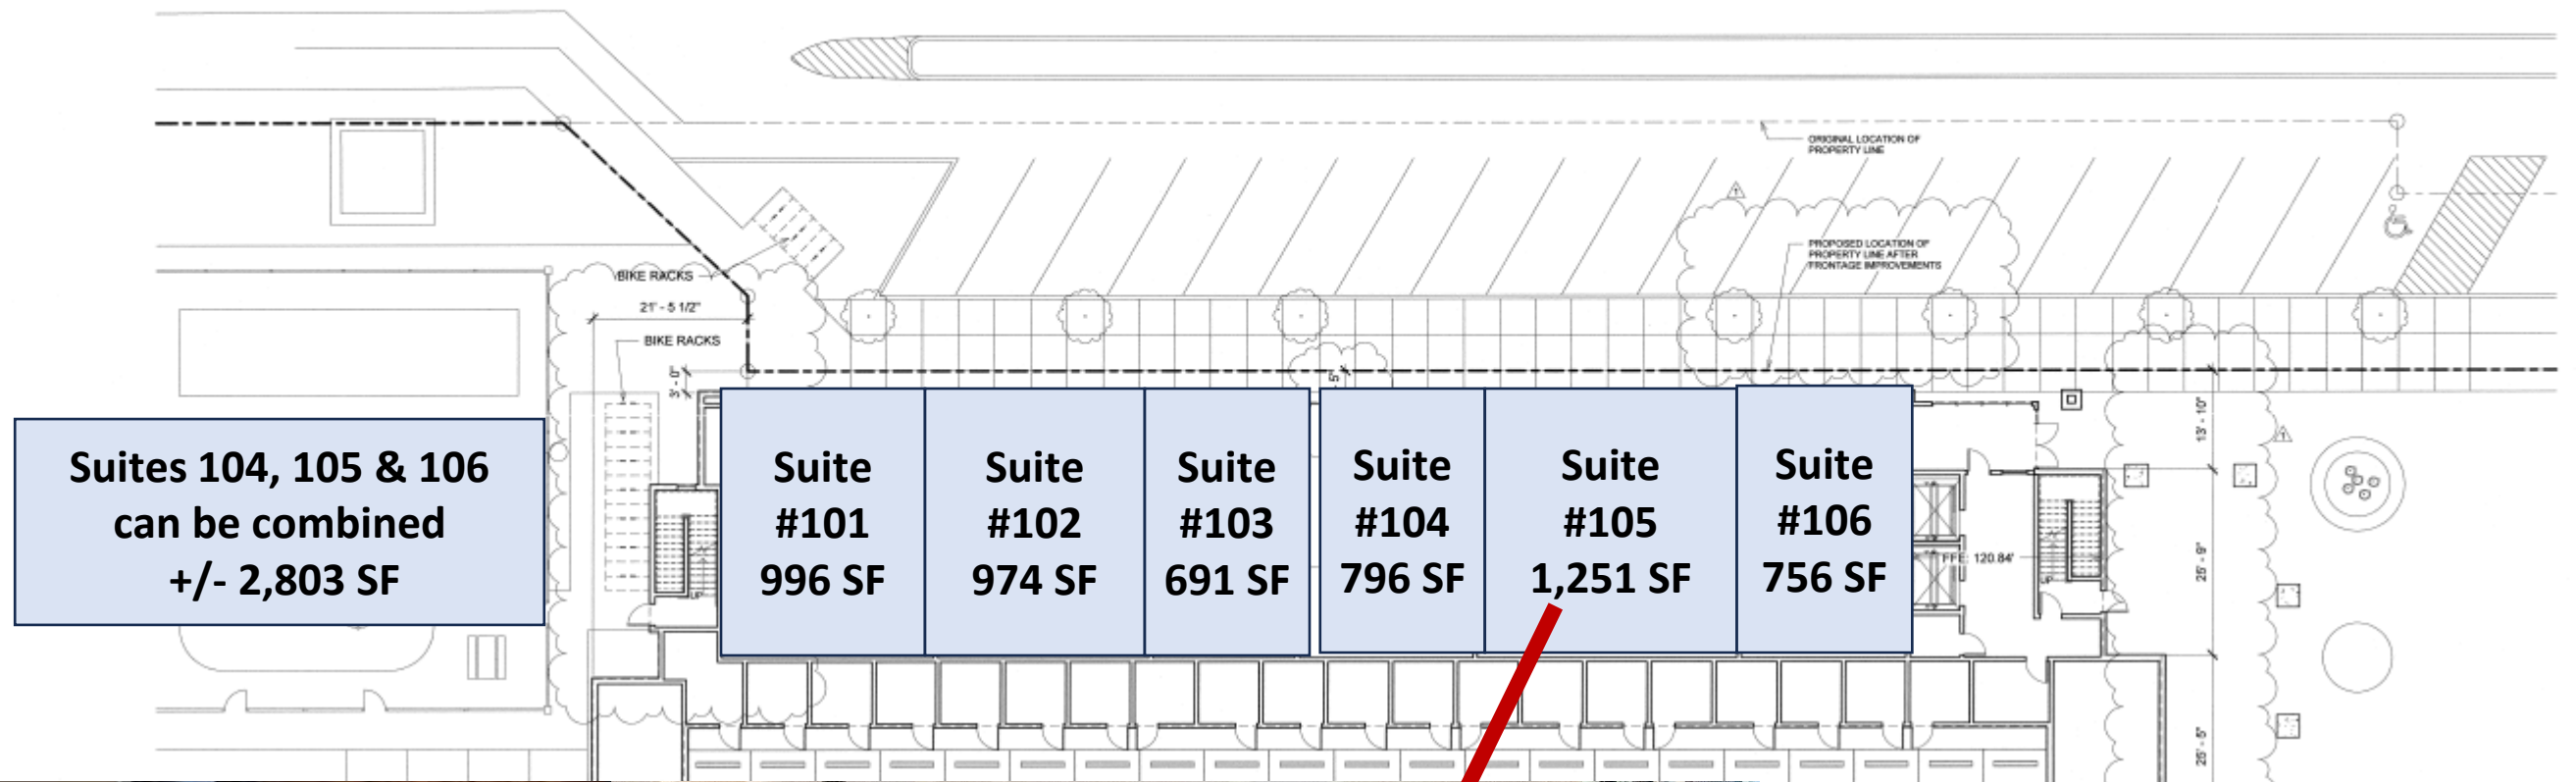 ORIGINAL LOCATION OF
PROPERTY LINE
PROPOSED LOCATION OF
PROPERTY LINE AFTER
FRONTAGE IMPROVEMENTS
BIKE RACKS
21' - 5 1/2"
BIKE RACKS
3' - 0"
Suites 104, 105 & 106
can be combined
+/- 2,803 SF
Suite
#101
996 SF
Suite
#102
974 SF
Suite
#103
691 SF
Suite
#104
796 SF
Suite
#105
1,251 SF
Suite
#106
756 SF
FFE: 120.84'
UP
13' - 10"
25' - 9"